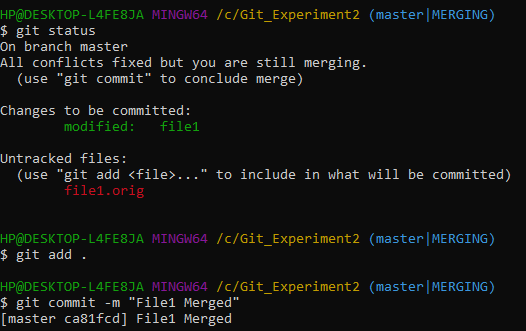 HP@DESKTOP-L4FE8JA MINGW64 /c/Git_Experiment2 (master|MERGING)
$ git status
On branch master
All conflicts fixed but you are still merging.
  (use "git commit" to conclude merge)
Changes to be committed:
        modified:   file1
Untracked files:
  (use "git add <file>..." to include in what will be committed)
        file1.orig
HP@DESKTOP-L4FE8JA MINGW64 /c/Git_Experiment2 (master|MERGING)
$ git add .
HP@DESKTOP-L4FE8JA MINGW64 /c/Git_Experiment2 (master|MERGING)
$ git commit -m "File1 Merged"
[master ca81fcd] File1 Merged